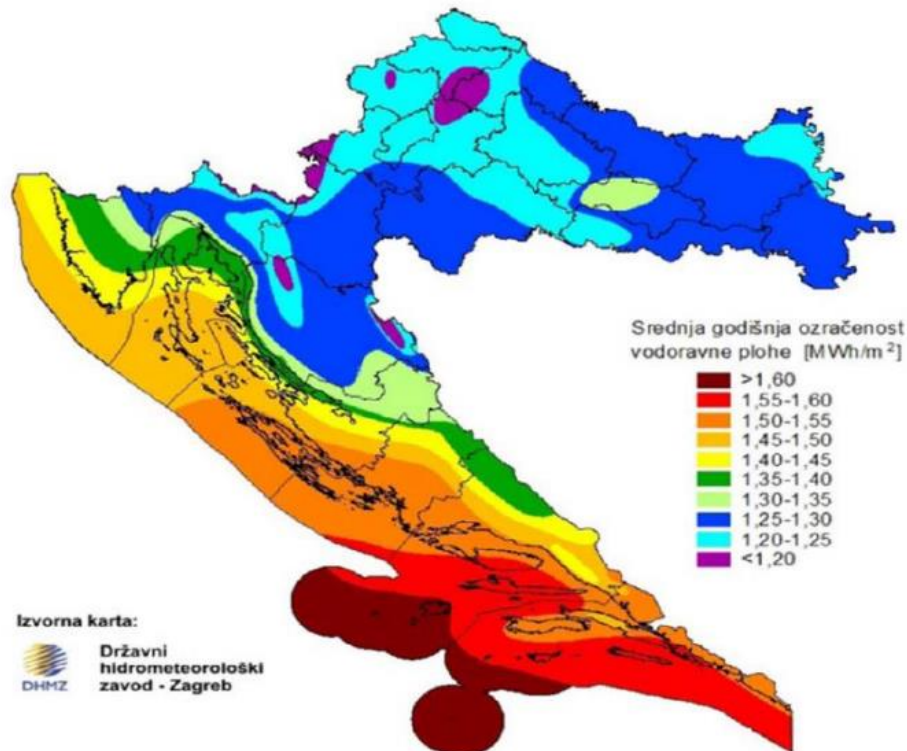 Srednja godišnja ozračenost
vodoravne plohe [MWh/m²]
>1,60
1,55-1,60
1,50-1,55
1,45-1,50
1,40-1,45
1,35-1,40
1,30-1,35
1,25-1,30
1,20-1,25
<1,20
Izvorna karta:
DHMZ
Državni
hidrometeorološki
zavod - Zagreb